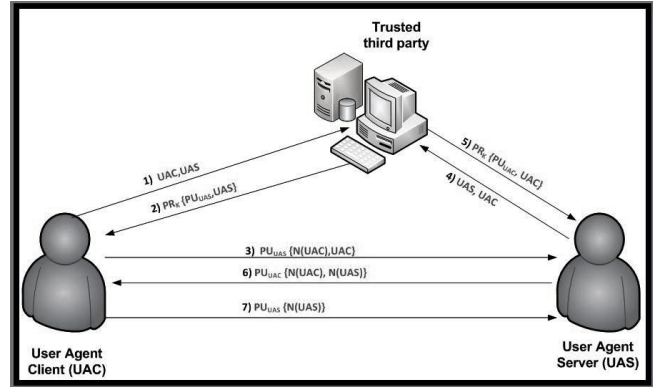 Trusted
third party
1) UAC,UAS
2) PRK {PUUAS,UAS}
5) PRK {PUUAC, UAC}
4) UAS, UAC
3) PUUAS {N(UAC),UAC}
6) PUUAC {N(UAC), N(UAS)}
7) PUUAS {N(UAS)}
User Agent
Client (UAC)
User Agent
Server (UAS)